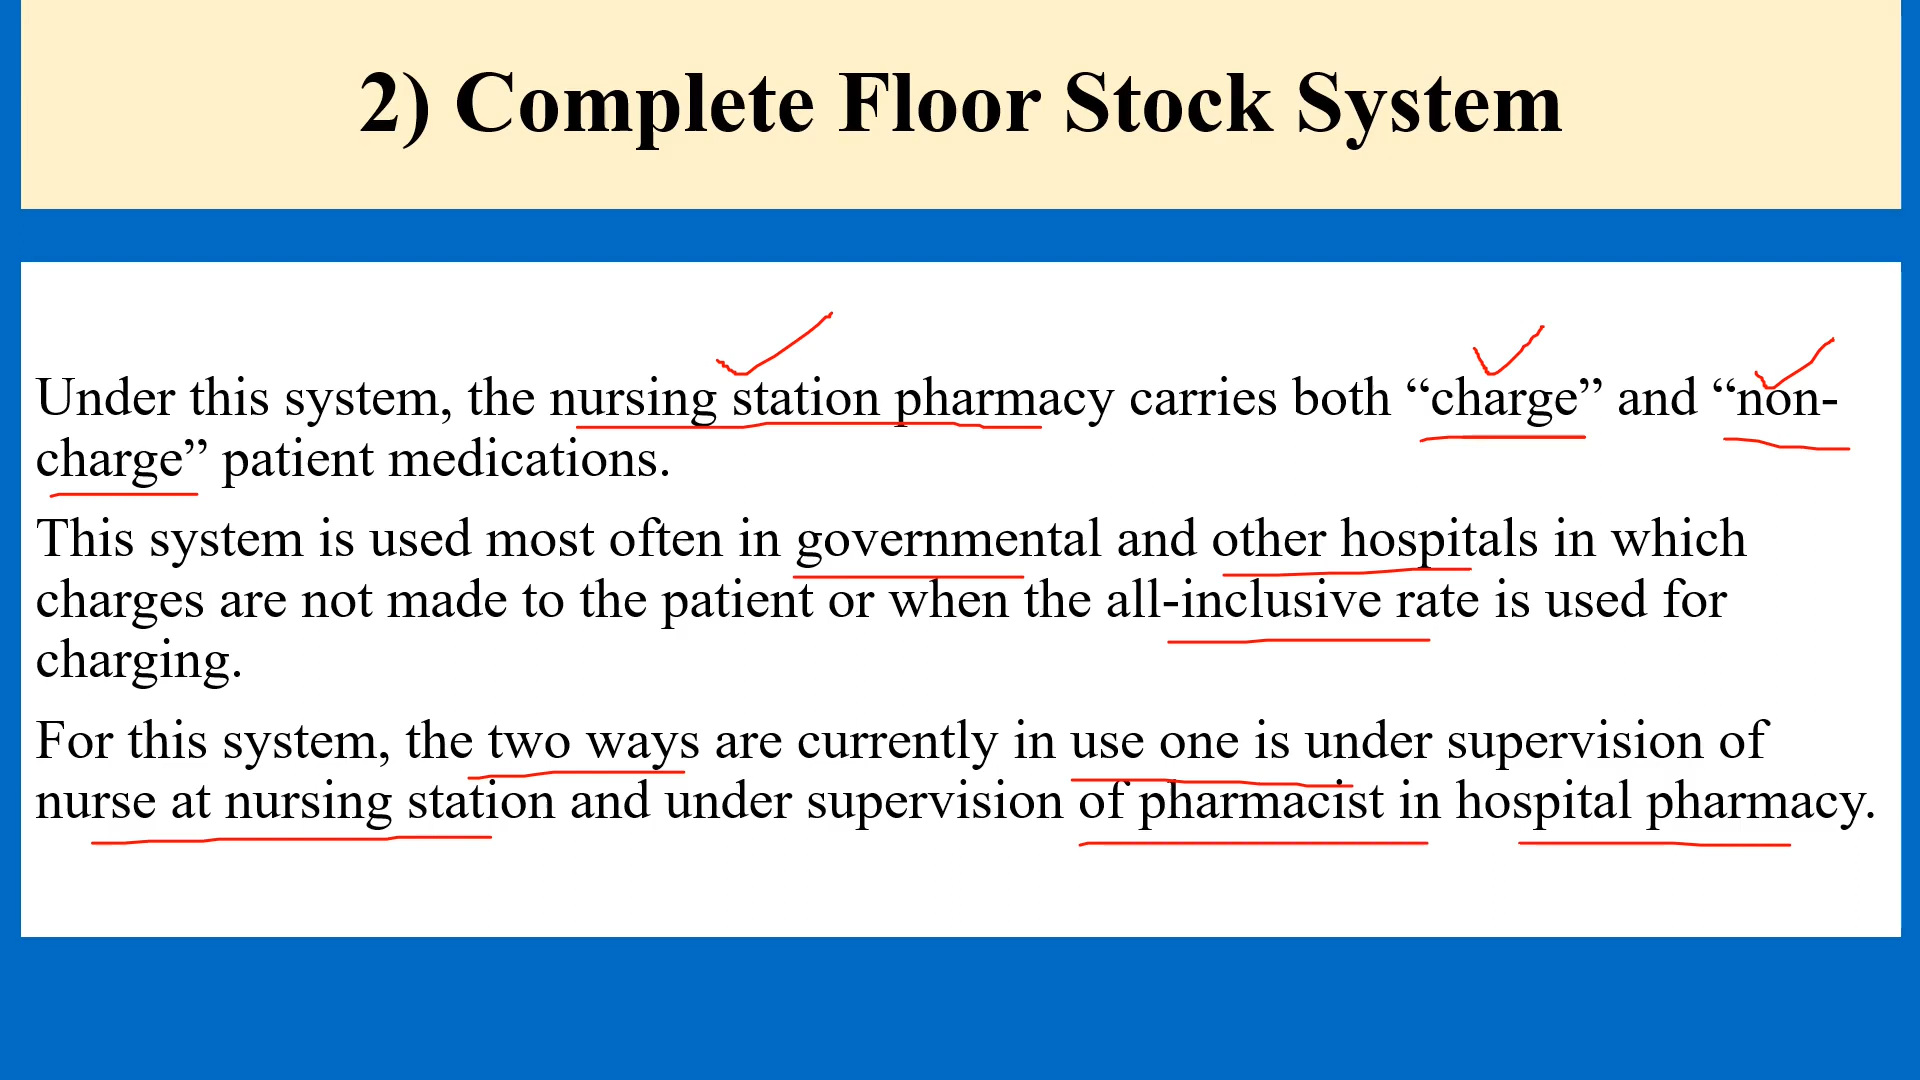 2) Complete Floor Stock System
Under this system, the nursing station pharmacy carries both “charge” and “non-
charge” patient medications.
This system is used most often in governmental and other hospitals in which
charges are not made to the patient or when the all-inclusive rate is used for
charging.
For this system, the two ways are currently in use one is under supervision of
nurse at nursing station and under supervision of pharmacist in hospital pharmacy.